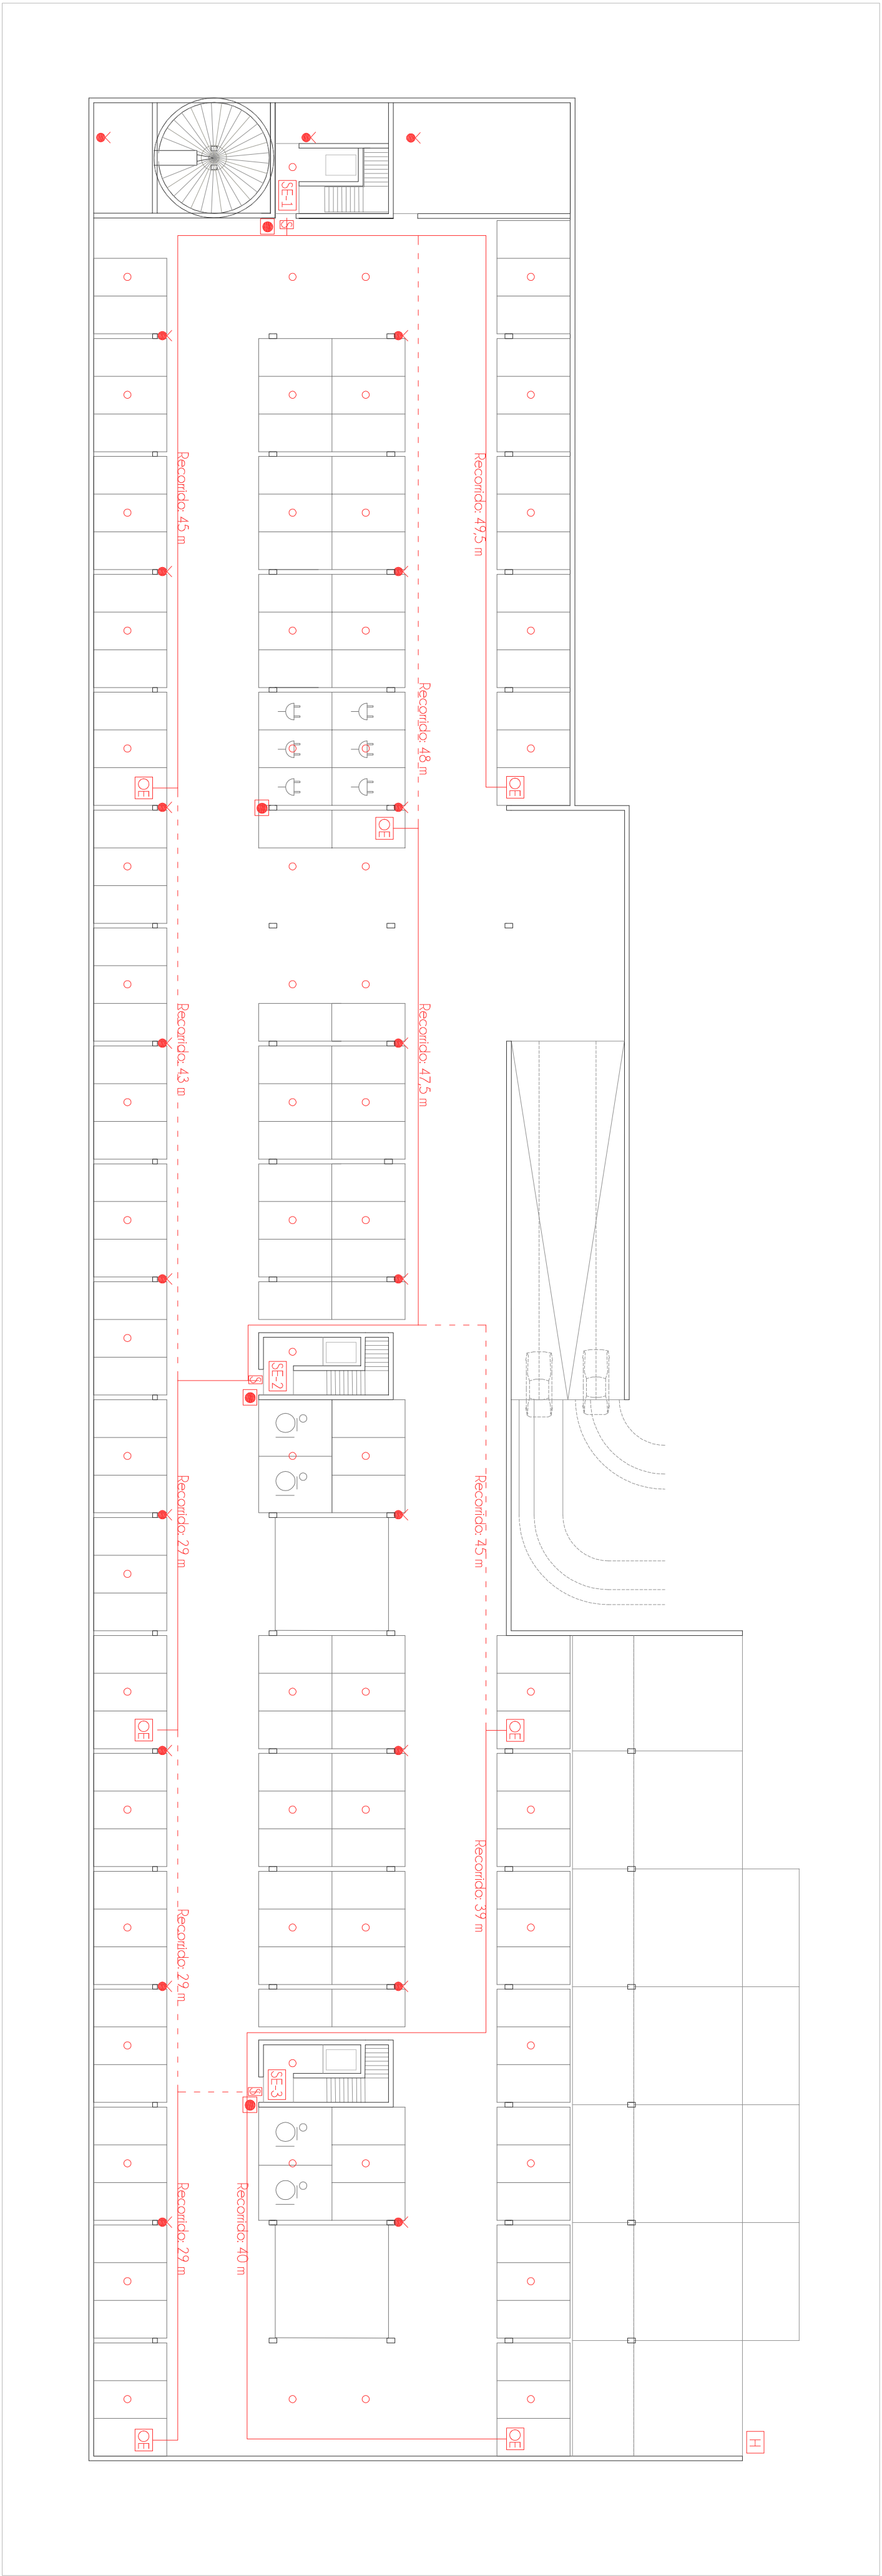 SE-1
S
Recorrido: 45 m
Recorrido: 49,5 m
Recorrido: 48 m
OE
OE
OE
Recorrido: 43 m
Recorrido: 47,5 m
SE-2
S
Recorrido: 29 m
Recorrido: 45 m
OE
OE
Recorrido: 39 m
Recorrido: 29 m
SE-3
S
Recorrido: 29 m
Recorrido: 40 m
OE
OE
H